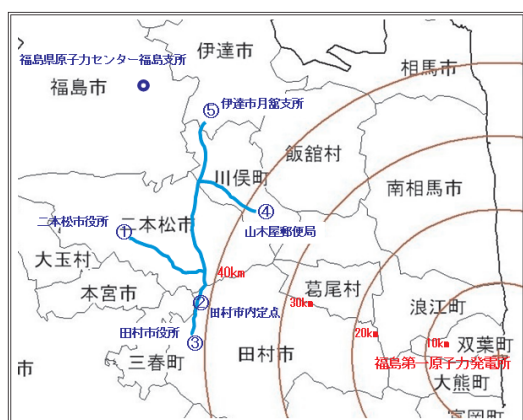 伊達市
相馬市
福島県原子力センター福島支所
福島市
⑤
伊達市月舘支所
飯舘村
川俣町
南相馬市
④
山木屋郵便局
二本松市役所
①
二本松市
大玉村
40km
本宮市
葛尾村
30km
浪江町
②
田村市内定点
田村市役所
③
20km
10km
双葉町
田村市
三春町
福島第一原子力発電所
大熊町
市
富岡町